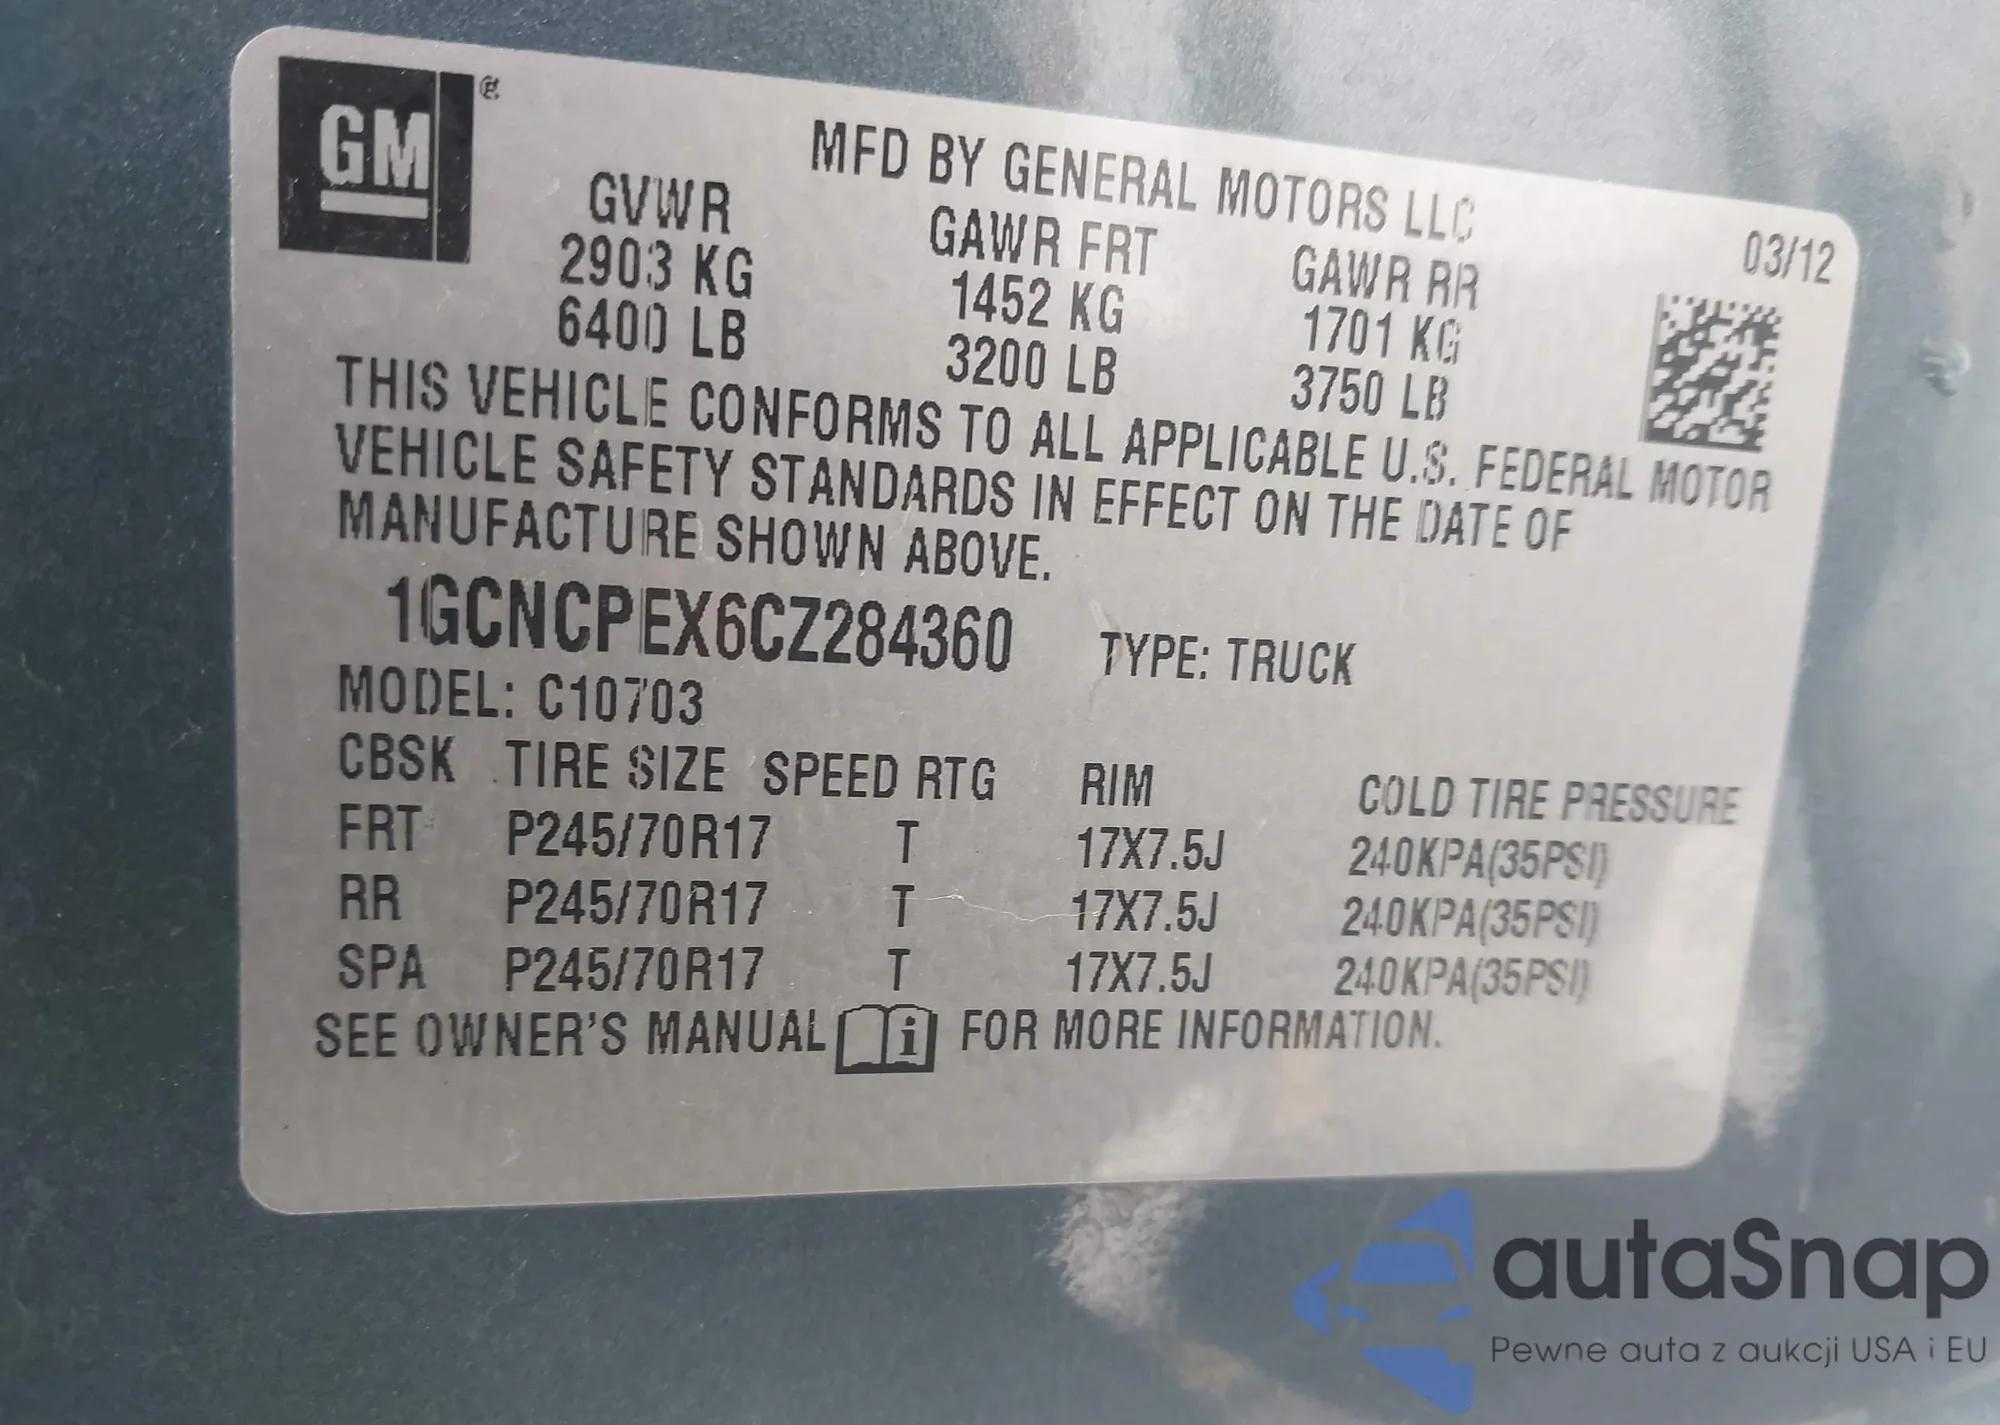 GM ®
MFD BY GENERAL MOTORS LLC
03/12
GVWR GAWR FRT GAWR RR
2903 KG 1452 KG 1701 KG
6400 LB 3200 LB 3750 LB
THIS VEHICLE CONFORMS TO ALL APPLICABLE U.S. FEDERAL MOTOR
VEHICLE SAFETY STANDARDS IN EFFECT ON THE DATE OF
MANUFACTURE SHOWN ABOVE.
1GCNCPEX6CZ284360 TYPE: TRUCK
MODEL: C10703
CBSK TIRE SIZE SPEED RTG RIM COLD TIRE PRESSURE
FRT P245/70R17 T 17X7.5J 240KPA(35PSI)
RR P245/70R17 T 17X7.5J 240KPA(35PSI)
SPA P245/70R17 T 17X7.5J 240KPA(35PSI)
SEE OWNER'S MANUAL i FOR MORE INFORMATION.
autaSnap
Pewne auta z aukcji USA i EU